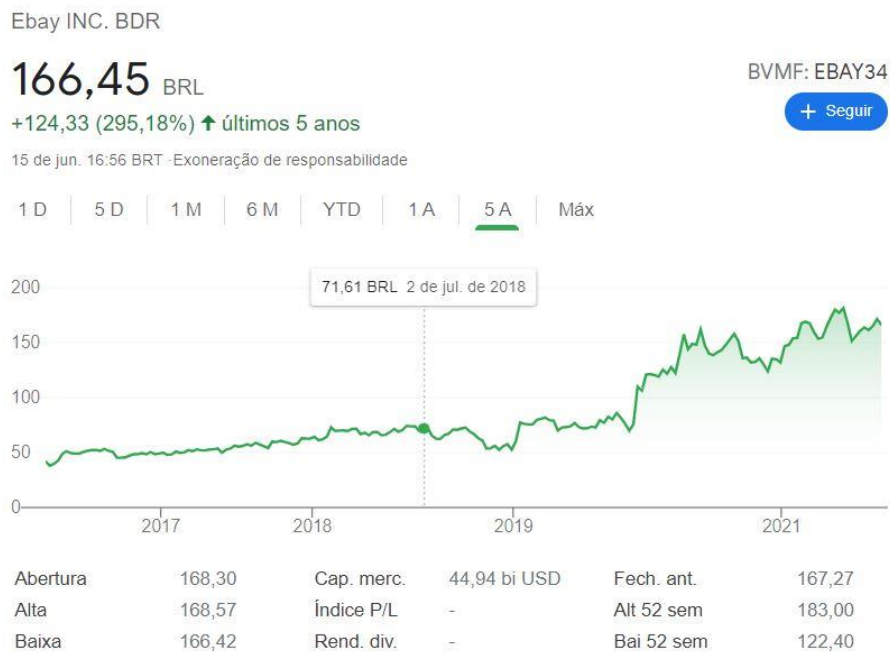 Ebay INC. BDR
166,45 BRL
BVMF: EBAY34
+124,33 (295,18%) ↑ últimos 5 anos
+ Seguir
15 de jun. 16:56 BRT ·Exoneração de responsabilidade
1 D 5 D 1 M 6 M YTD 1 A 5 A Máx
71,61 BRL 2 de jul. de 2018
200
150
100
50
0
2017 2018 2019 2021
Abertura 168,30 Cap. merc. 44,94 bi USD Fech. ant. 167,27
Alta 168,57 Índice P/L - Alt 52 sem 183,00
Baixa 166,42 Rend. div. - Bai 52 sem 122,40